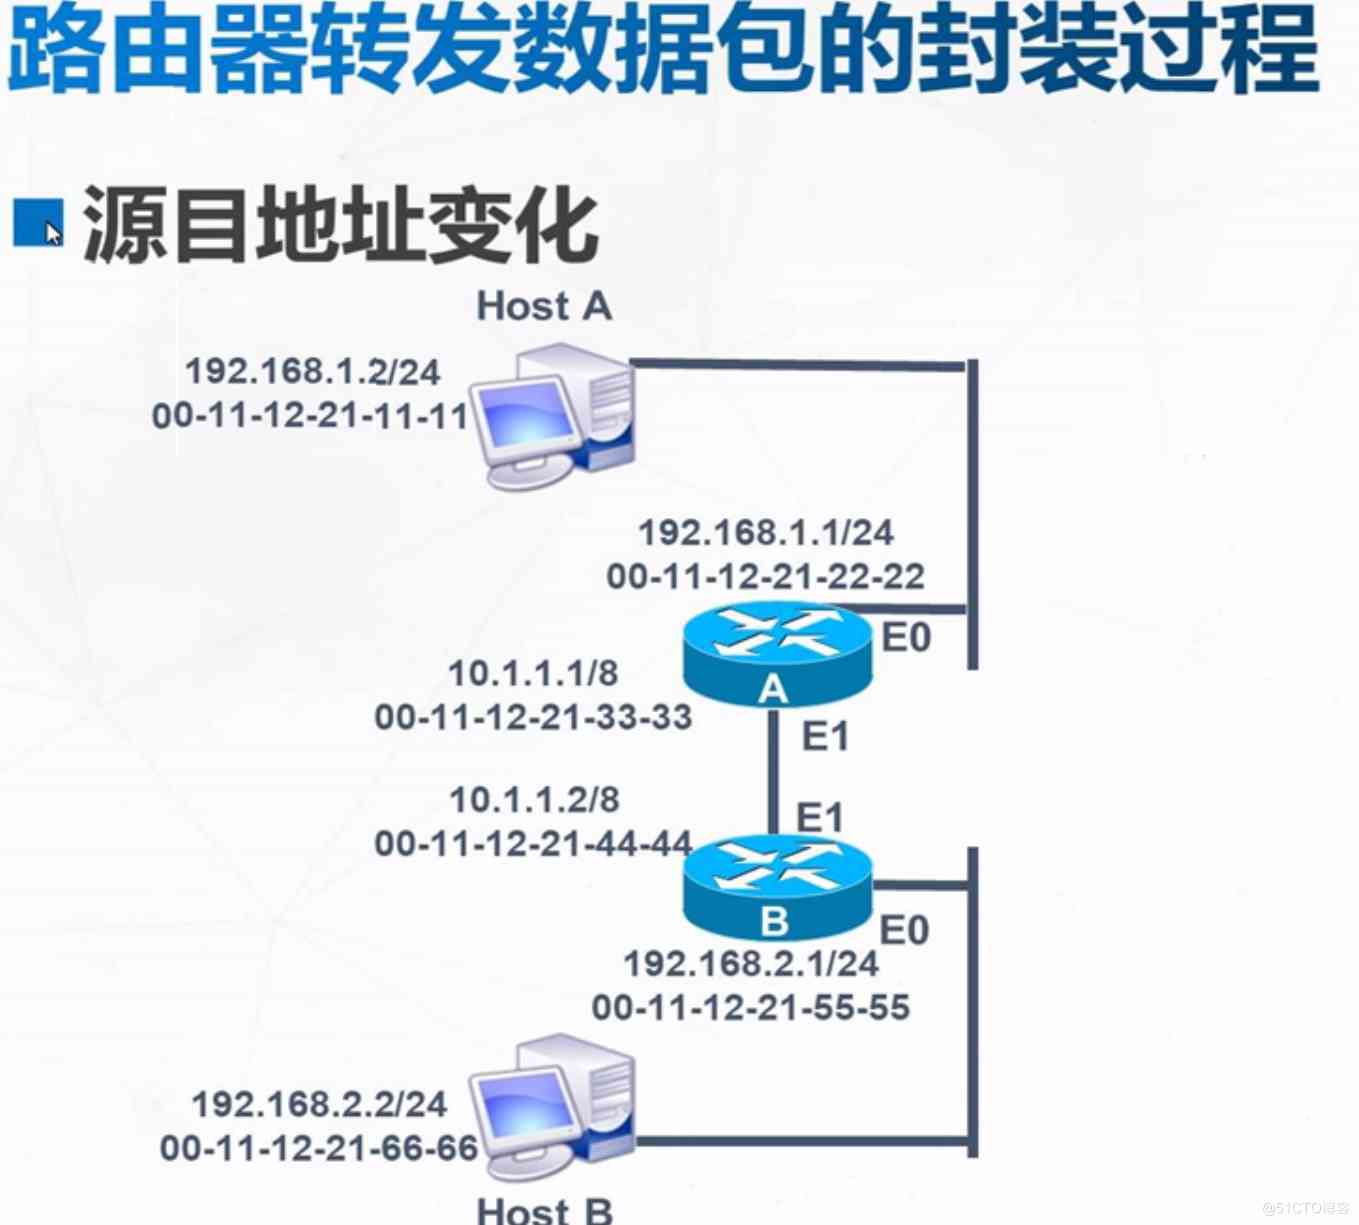 路由器转发数据包的封装过程
源目地址变化
Host A
192.168.1.2/24
00-11-12-21-11-11
192.168.1.1/24
00-11-12-21-22-22
E0
A
10.1.1.1/8
00-11-12-21-33-33
E1
10.1.1.2/8
E1
00-11-12-21-44-44
B
E0
192.168.2.1/24
00-11-12-21-55-55
192.168.2.2/24
00-11-12-21-66-66
Host B
@51CTO博客